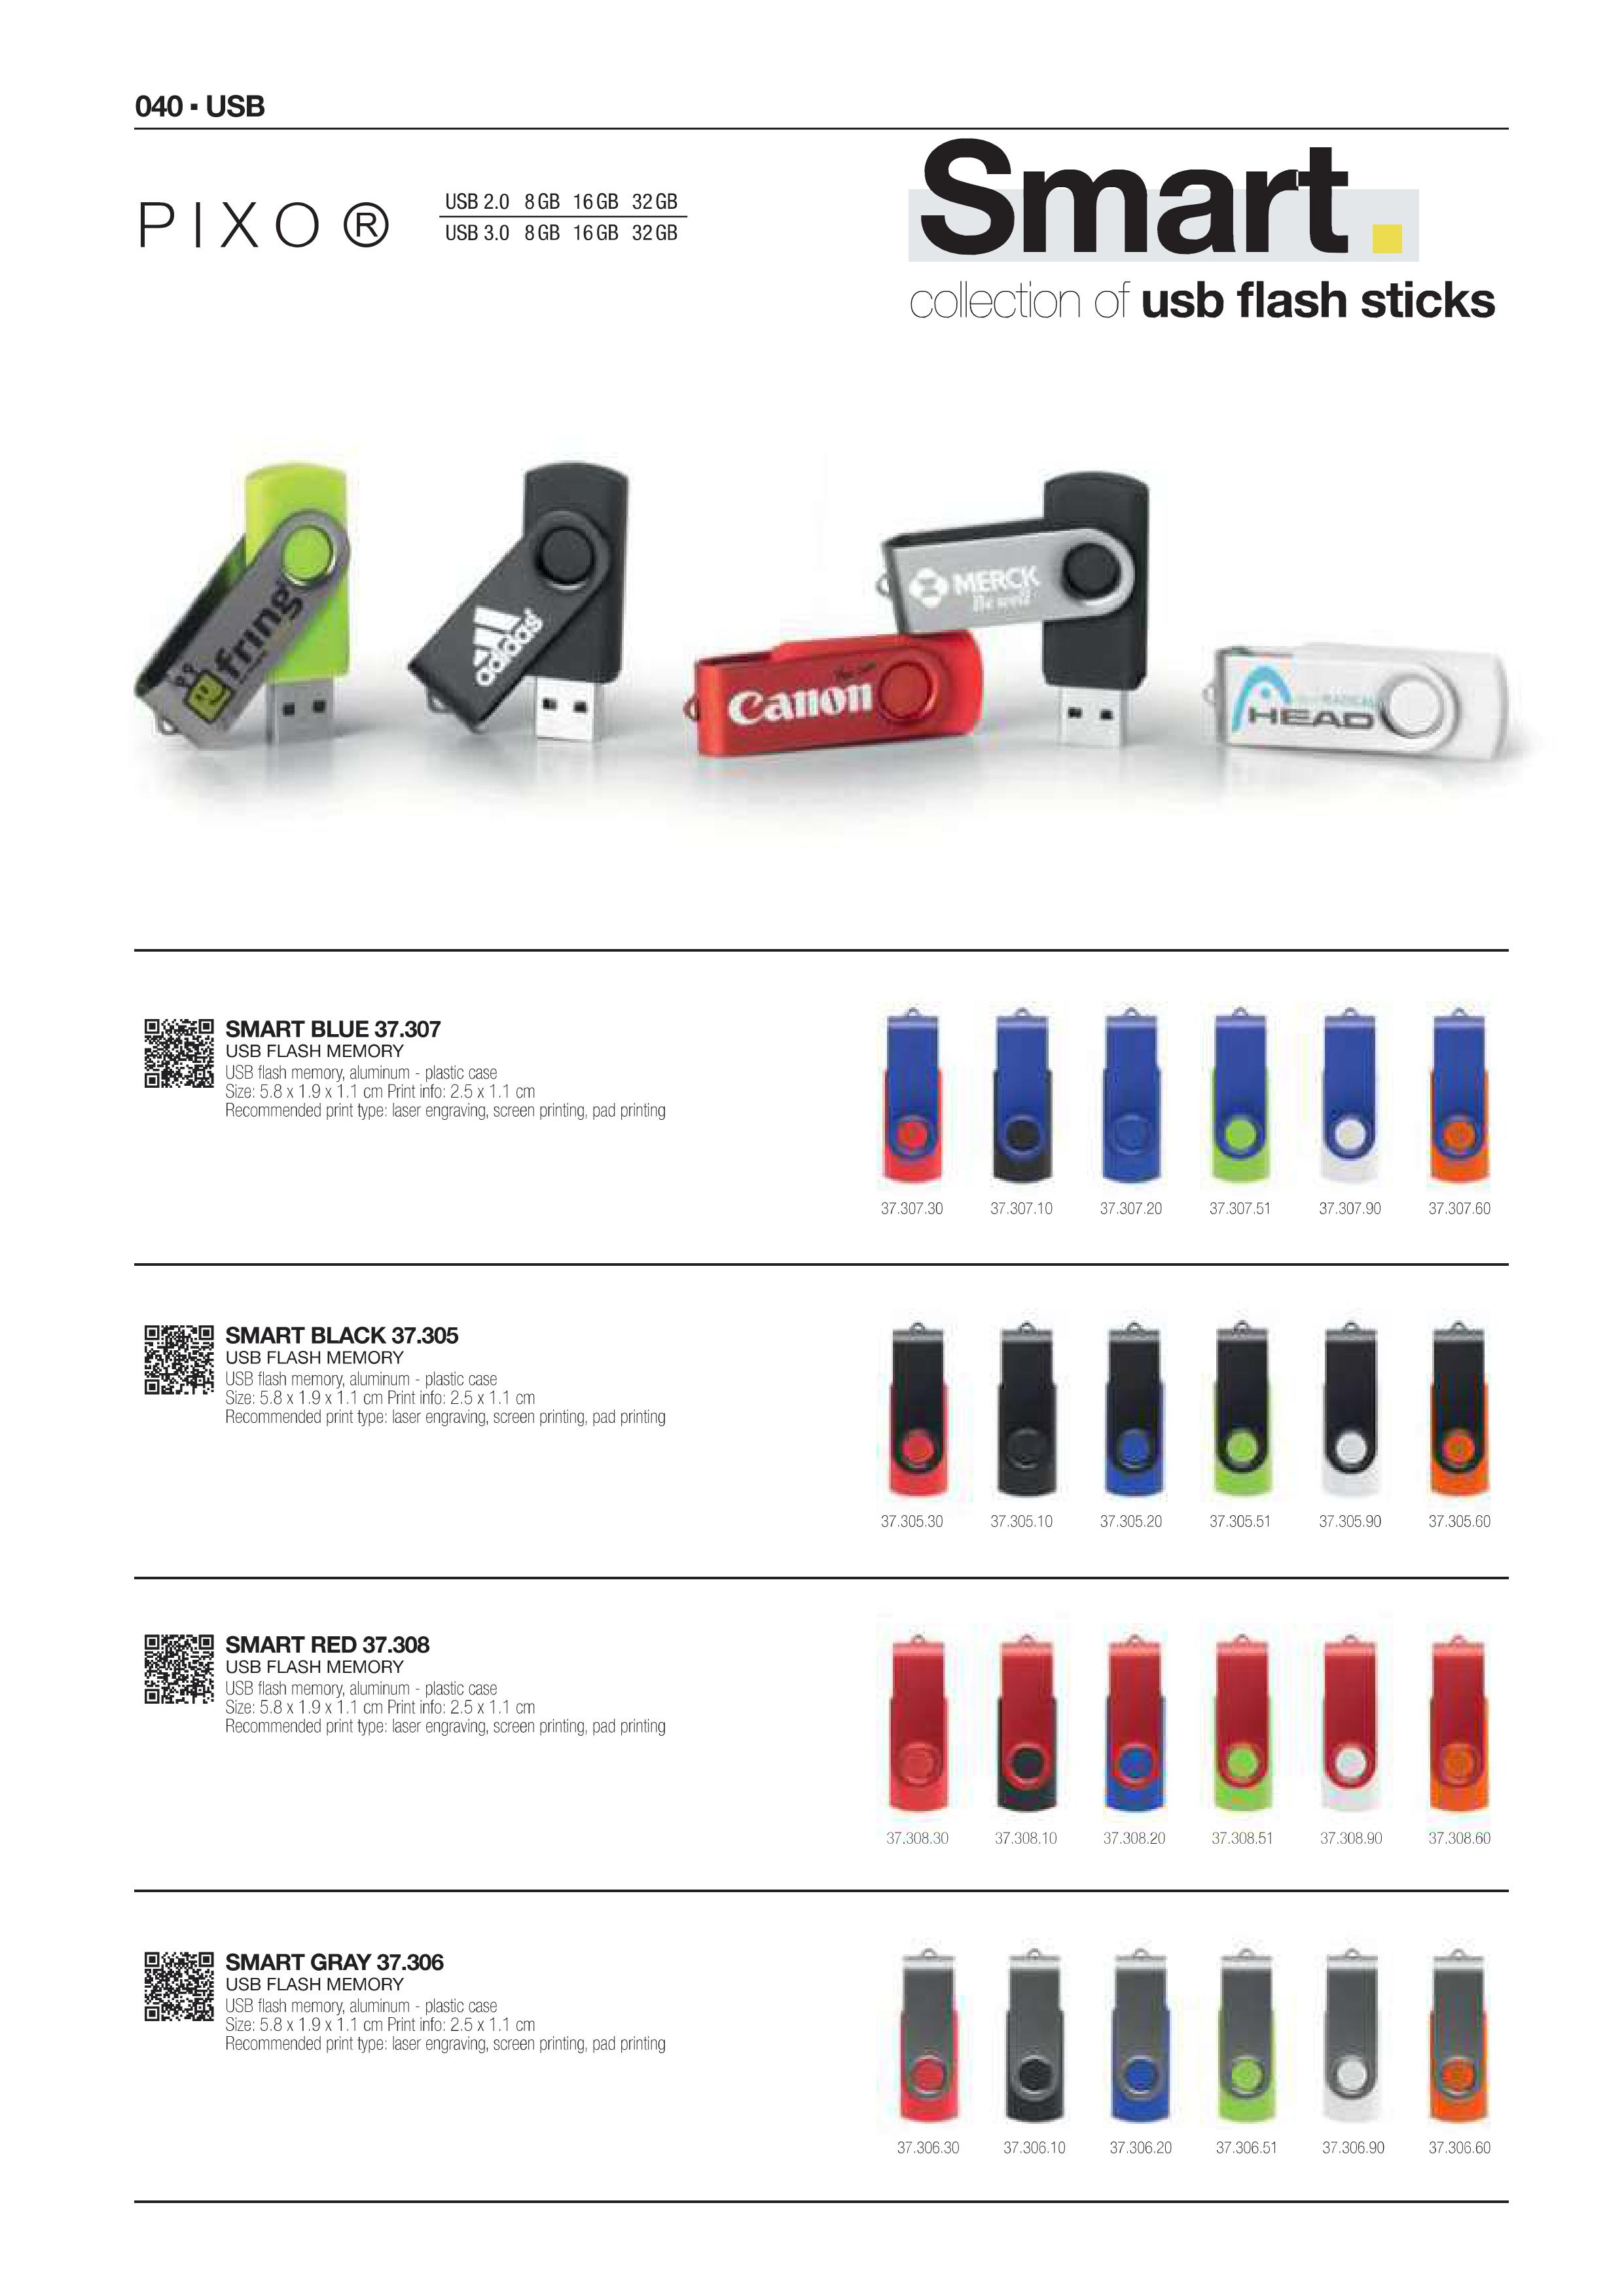 040 ▪ USB
PIXO®
USB 2.0 8 GB 16 GB 32 GB
USB 3.0 8 GB 16 GB 32 GB
Smart.
collection of usb flash sticks
fring
adidas
MERCK
Be well
Canon
HEAD
SMART BLUE 37.307
USB FLASH MEMORY
USB flash memory, aluminum - plastic case
Size: 5.8 x 1.9 x 1.1 cm Print info: 2.5 x 1.1 cm
Recommended print type: laser engraving, screen printing, pad printing
37.307.30 37.307.10 37.307.20 37.307.51 37.307.90 37.307.60
SMART BLACK 37.305
USB FLASH MEMORY
USB flash memory, aluminum - plastic case
Size: 5.8 x 1.9 x 1.1 cm Print info: 2.5 x 1.1 cm
Recommended print type: laser engraving, screen printing, pad printing
37.305.30 37.305.10 37.305.20 37.305.51 37.305.90 37.305.60
SMART RED 37.308
USB FLASH MEMORY
USB flash memory, aluminum - plastic case
Size: 5.8 x 1.9 x 1.1 cm Print info: 2.5 x 1.1 cm
Recommended print type: laser engraving, screen printing, pad printing
37.308.30 37.308.10 37.308.20 37.308.51 37.308.90 37.308.60
SMART GRAY 37.306
USB FLASH MEMORY
USB flash memory, aluminum - plastic case
Size: 5.8 x 1.9 x 1.1 cm Print info: 2.5 x 1.1 cm
Recommended print type: laser engraving, screen printing, pad printing
37.306.30 37.306.10 37.306.20 37.306.51 37.306.90 37.306.60